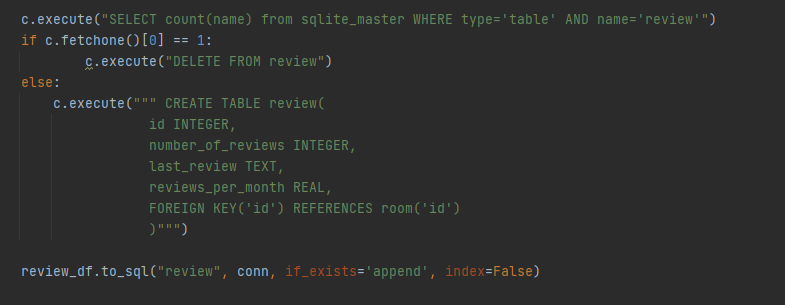 c.execute("SELECT count(name) from sqlite_master WHERE type='table' AND name='review'")
if c.fetchone()[0] == 1:
        c.execute("DELETE FROM review")
else:
    c.execute(""" CREATE TABLE review(
                id INTEGER,
                number_of_reviews INTEGER,
                last_review TEXT,
                reviews_per_month REAL,
                FOREIGN KEY('id') REFERENCES room('id')
                )""")
review_df.to_sql("review", conn, if_exists='append', index=False)